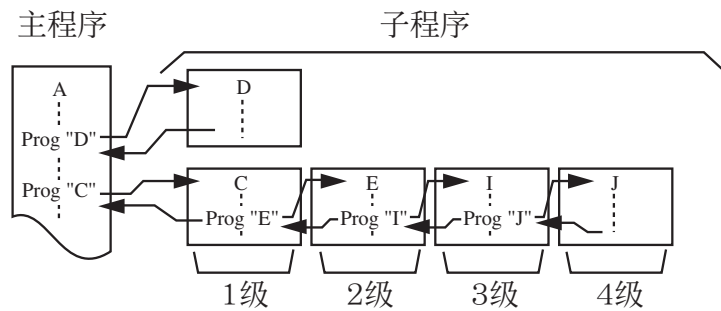 主程序
子程序
A
Prog "D"
Prog "C"
D
C
Prog "E"
E
Prog "I"
I
Prog "J"
J
1级
2级
3级
4级